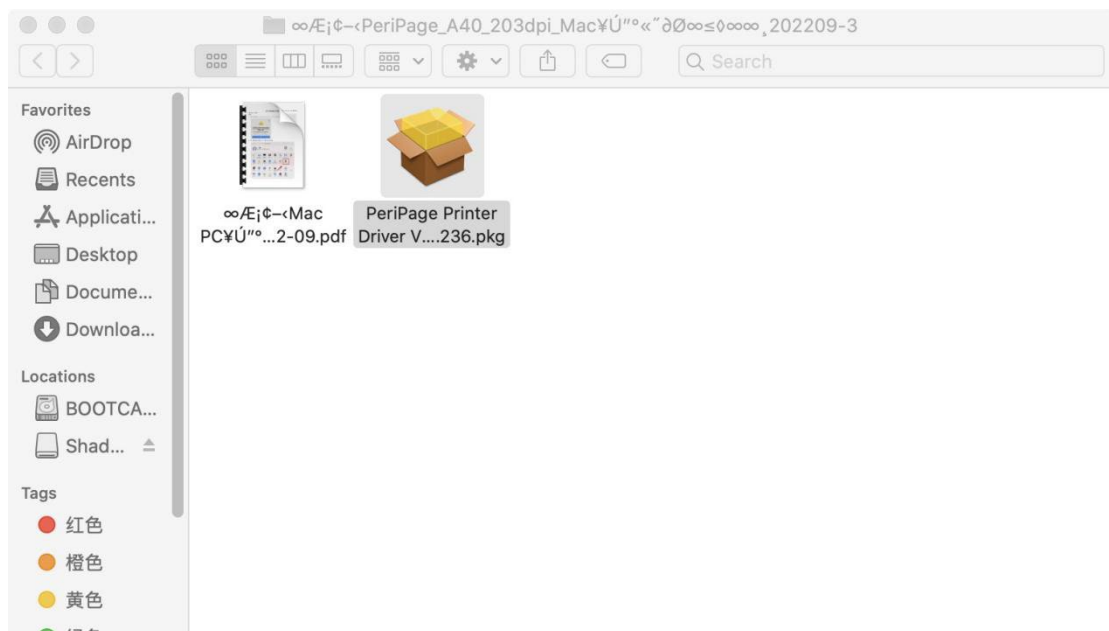 ∞Æ¡¢–‹PeriPage_A40_203dpi_Mac¥Ú"º«˝∂Ø∞≤◊∞∞¸202209-3
Search
Favorites
AirDrop
Recents
Applicati...
Desktop
Docume...
Downloa...
Locations
BOOTCA...
Shad...
Tags
红色
橙色
黄色
∞Æ¡¢–‹Mac
PC¥Ú"º...2-09.pdf
PeriPage Printer
Driver V....236.pkg